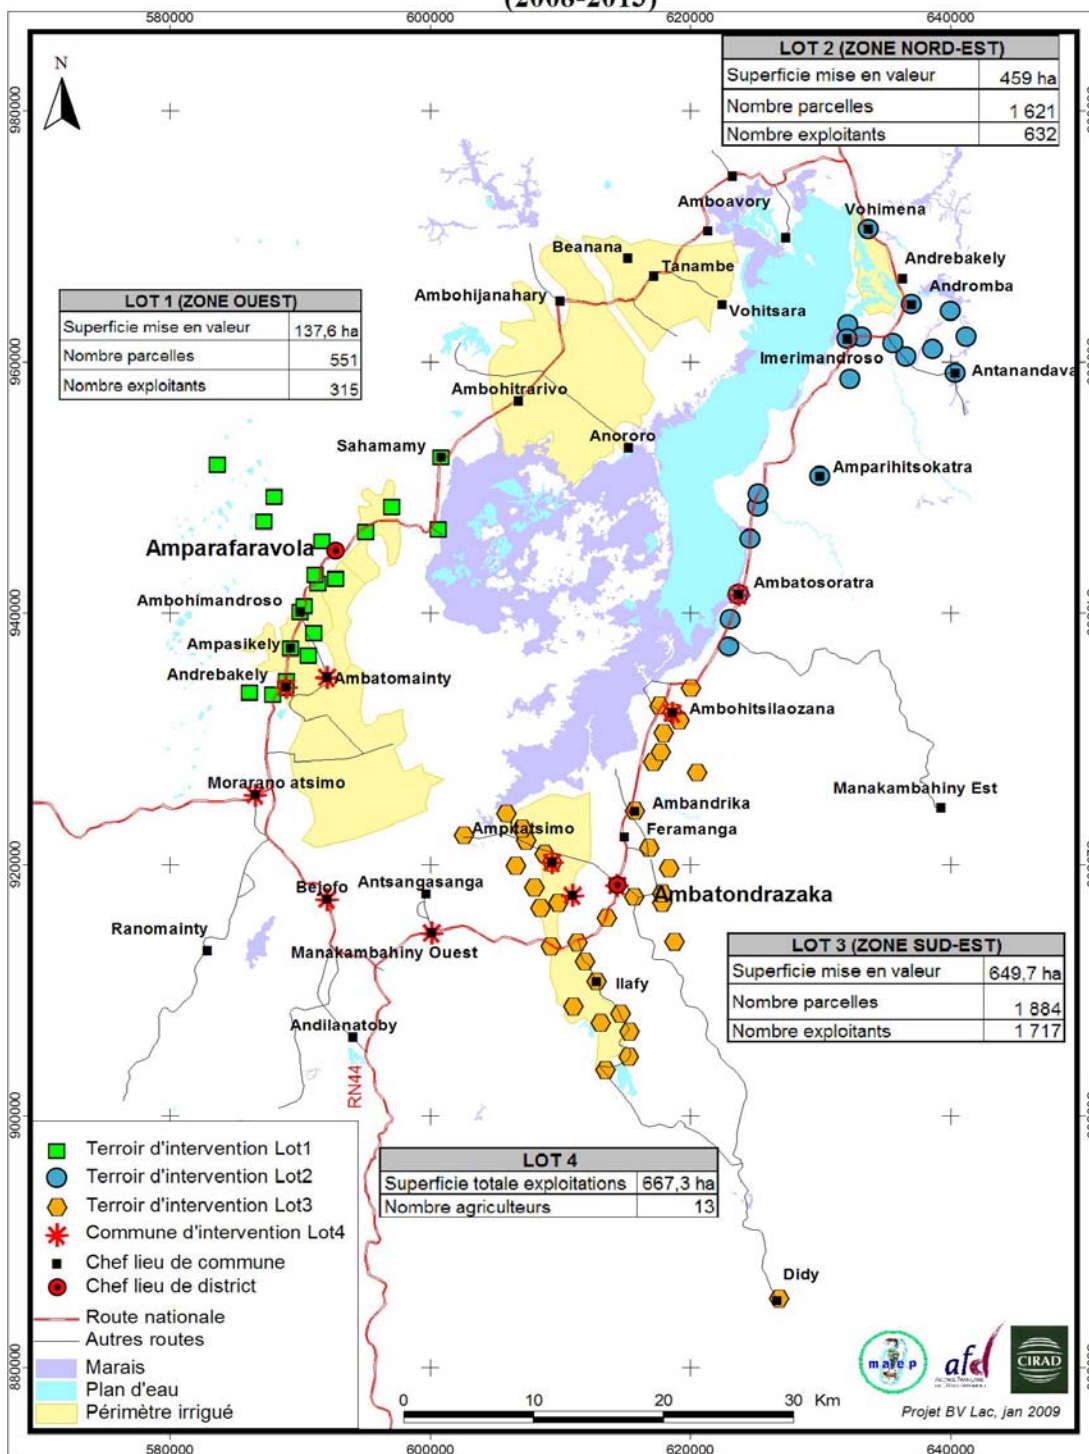 (2008-2013)
580000
600000
620000
640000
LOT 2 (ZONE NORD-EST)
Superficie mise en valeur 459 ha
Nombre parcelles 1 621
Nombre exploitants 632
N
980000
Amboavory
Vohimena
Beanana
Tanambe
Andrebakely
Andromba
Ambohijanahary
Vohitsara
LOT 1 (ZONE OUEST)
Superficie mise en valeur 137,6 ha
Nombre parcelles 551
Nombre exploitants 315
960000
Imerimandroso
Antanandava
Ambohitrarivo
Anororo
Sahamamy
Amparihitsokatra
Amparafaravola
Ambatosoratra
Ambohimandroso
940000
Ampasikely
Andrebakely
Ambatomainty
Ambohitsilaozana
Morarano atsimo
Manakambahiny Est
Ambandrika
Ampitatsimo
Feramanga
920000
Bejofo
Antsangasanga
Ambatondrazaka
Ranomainty
Manakambahiny Ouest
LOT 3 (ZONE SUD-EST)
Superficie mise en valeur 649,7 ha
Nombre parcelles 1 884
Nombre exploitants 1 717
Ilafy
Andilanatoby
RN44
900000
LOT 4
Superficie totale exploitations 667,3 ha
Nombre agriculteurs 13
Terroir d'intervention Lot1
Terroir d'intervention Lot2
Terroir d'intervention Lot3
Commune d'intervention Lot4
Chef lieu de commune
Chef lieu de district
Route nationale
Autres routes
Marais
Plan d'eau
Périmètre irrigué
Didy
880000
maep
afd
CIRAD
0 10 20 30 Km
Projet BV Lac, jan 2009
580000
600000
620000
640000